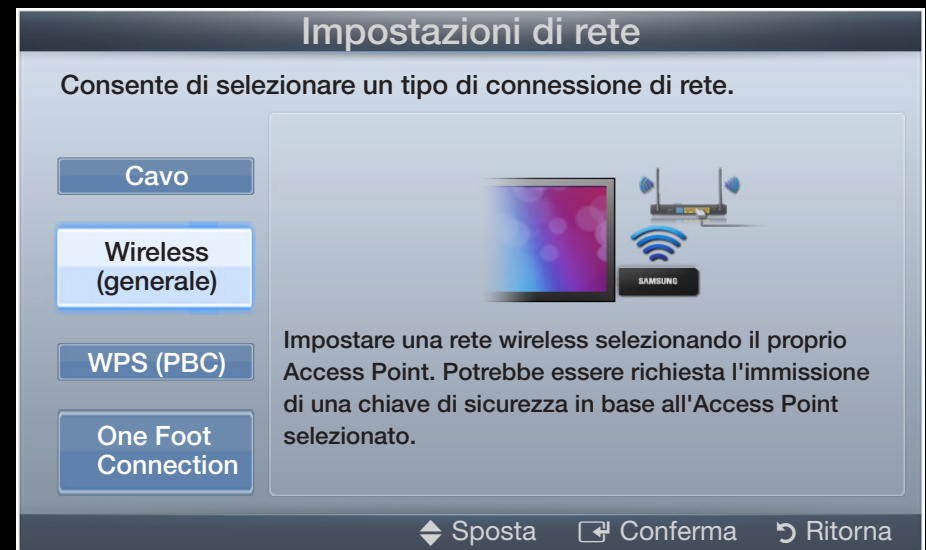 Impostazioni di rete
Consente di selezionare un tipo di connessione di rete.
Cavo
Wireless
(generale)
WPS (PBC)
One Foot
Connection
SAMSUNG
Impostare una rete wireless selezionando il proprio
Access Point. Potrebbe essere richiesta l'immissione
di una chiave di sicurezza in base all'Access Point
selezionato.
Sposta Conferma Ritorna